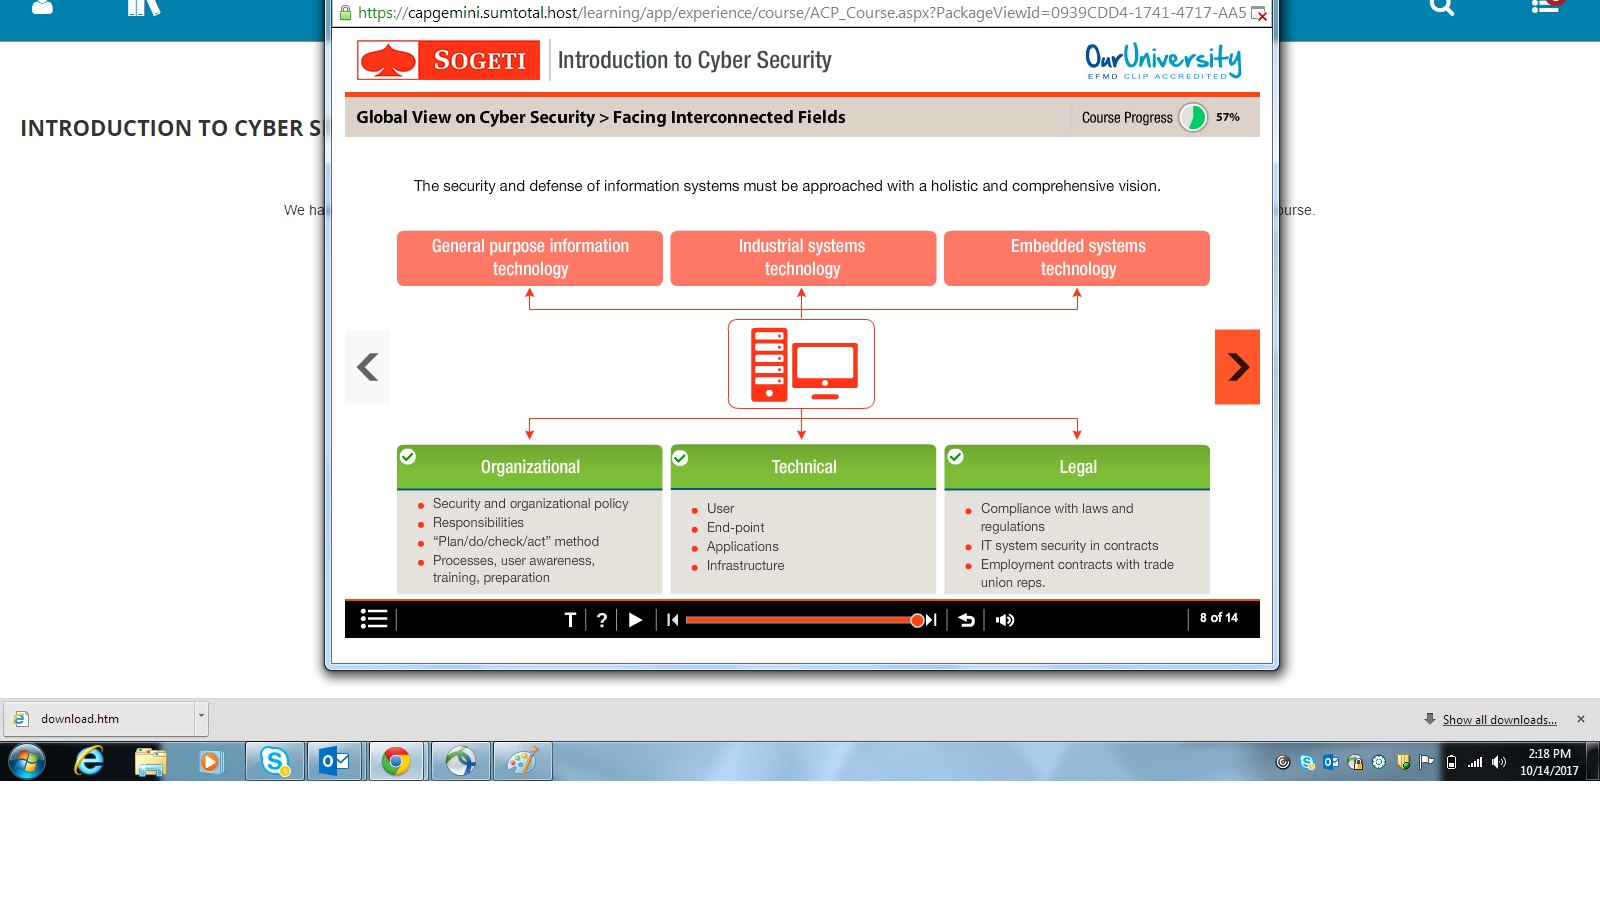 https://capgemini.sumtotal.host/learning/app/experience/course/ACP_Course.aspx?PackageViewId=0939CDD4-1741-4717-AA5
SOGETI
Introduction to Cyber Security
OurUniversity
EFMD CLIP ACCREDITED
Global View on Cyber Security > Facing Interconnected Fields
Course Progress
57%
INTRODUCTION TO CYBER S
The security and defense of information systems must be approached with a holistic and comprehensive vision.
We ha
ourse.
General purpose information
technology
Industrial systems
technology
Embedded systems
technology
Organizational
Security and organizational policy
Responsibilities
“Plan/do/check/act” method
Processes, user awareness,
training, preparation
Technical
User
End-point
Applications
Infrastructure
Legal
Compliance with laws and
regulations
IT system security in contracts
Employment contracts with trade
union reps.
T
?
8 of 14
download.htm
Show all downloads...
2:18 PM
10/14/2017